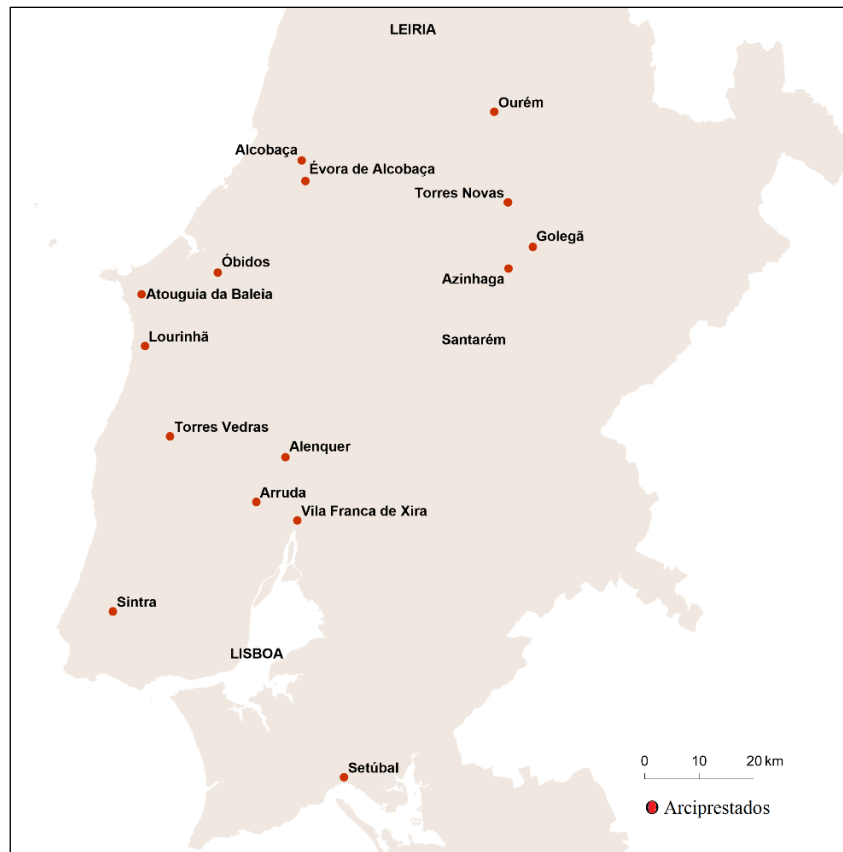 LEIRIA
Ourém
Alcobaça
Évora de Alcobaça
Torres Novas
Golegã
Óbidos
Azinhaga
Atouguia da Baleia
Lourinhã
Santarém
Torres Vedras
Alenquer
Arruda
Vila Franca de Xira
Sintra
LISBOA
Setúbal
0 10 20 km
Arciprestados